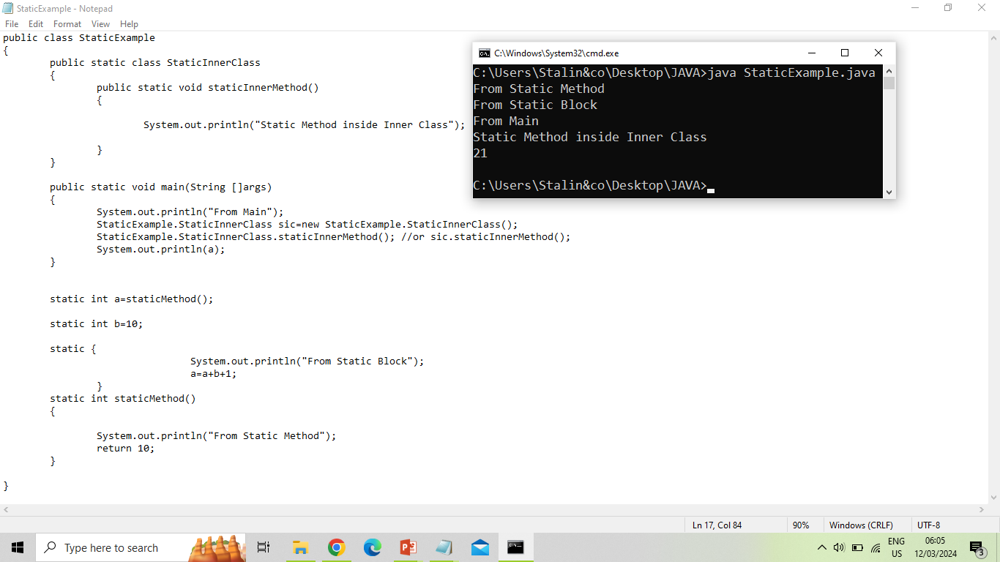 StaticExample - Notepad
File Edit Format View Help
public class StaticExample
{
public static class StaticInnerClass
{
public static void staticInnerMethod()
{
System.out.println("Static Method inside Inner Class");
}
}
public static void main(String []args)
{
System.out.println("From Main");
StaticExample.StaticInnerClass sic=new StaticExample.StaticInnerClass();
StaticExample.StaticInnerClass.staticInnerMethod(); //or sic.staticInnerMethod();
System.out.println(a);
}
static int a=staticMethod();
static int b=10;
static {
System.out.println("From Static Block");
a=a+b+1;
}
static int staticMethod()
{
System.out.println("From Static Method");
return 10;
}
}
C:\Windows\System32\cmd.exe
C:\Users\Stalin&co\Desktop\JAVA>java StaticExample.java
From Static Method
From Static Block
From Main
Static Method inside Inner Class
21
C:\Users\Stalin&co\Desktop\JAVA>
Ln 17, Col 84 90% Windows (CRLF) UTF-8
Type here to search
ENG
US
06:05
12/03/2024
3